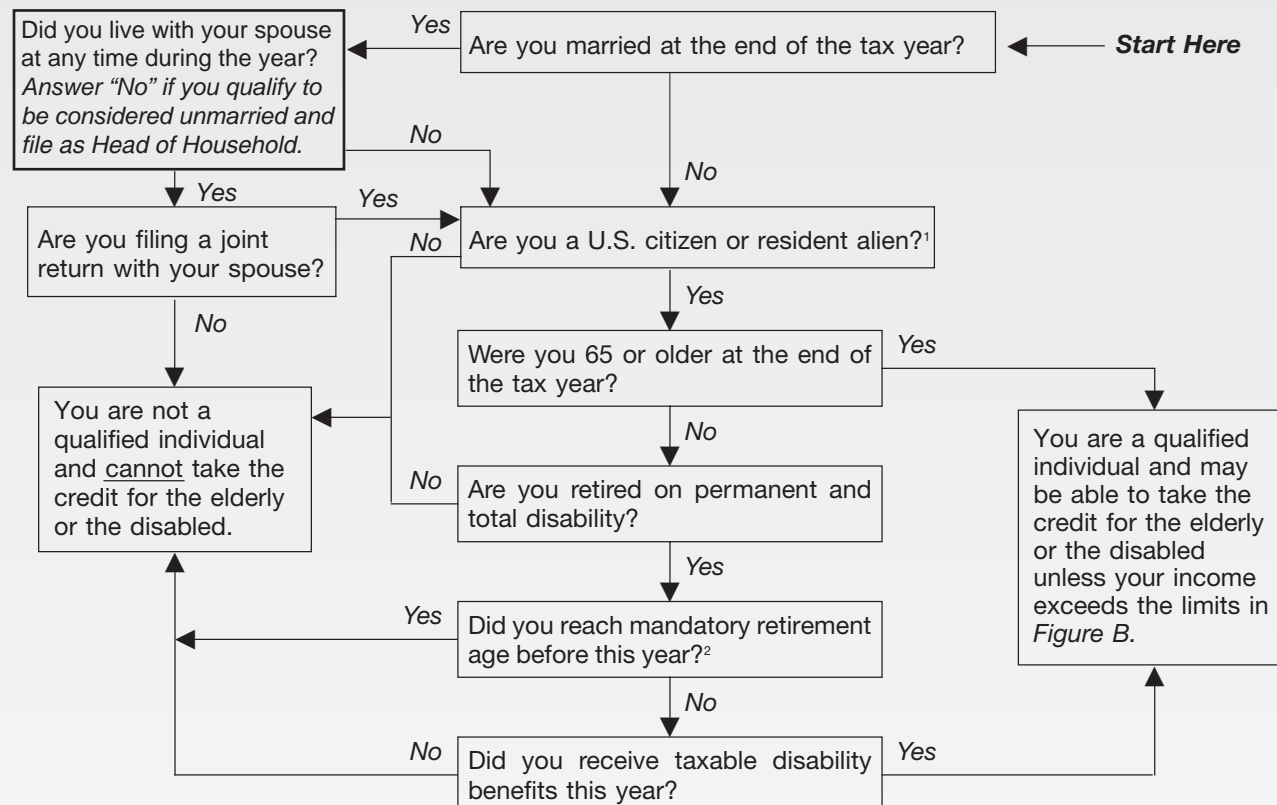 Start Here
Are you married at the end of the tax year?
Yes
No
Did you live with your spouse
at any time during the year?
Answer “No” if you qualify to
be considered unmarried and
file as Head of Household.
No
Yes
Are you filing a joint
return with your spouse?
Yes
No
Are you a U.S. citizen or resident alien?¹
No
Yes
Were you 65 or older at the end of
the tax year?
Yes
No
You are not a
qualified individual
and cannot take the
credit for the elderly
or the disabled.
Are you retired on permanent and
total disability?
No
Yes
You are a qualified
individual and may
be able to take the
credit for the elderly
or the disabled
unless your income
exceeds the limits in
Figure B.
Did you reach mandatory retirement
age before this year?²
Yes
No
Did you receive taxable disability
benefits this year?
No
Yes